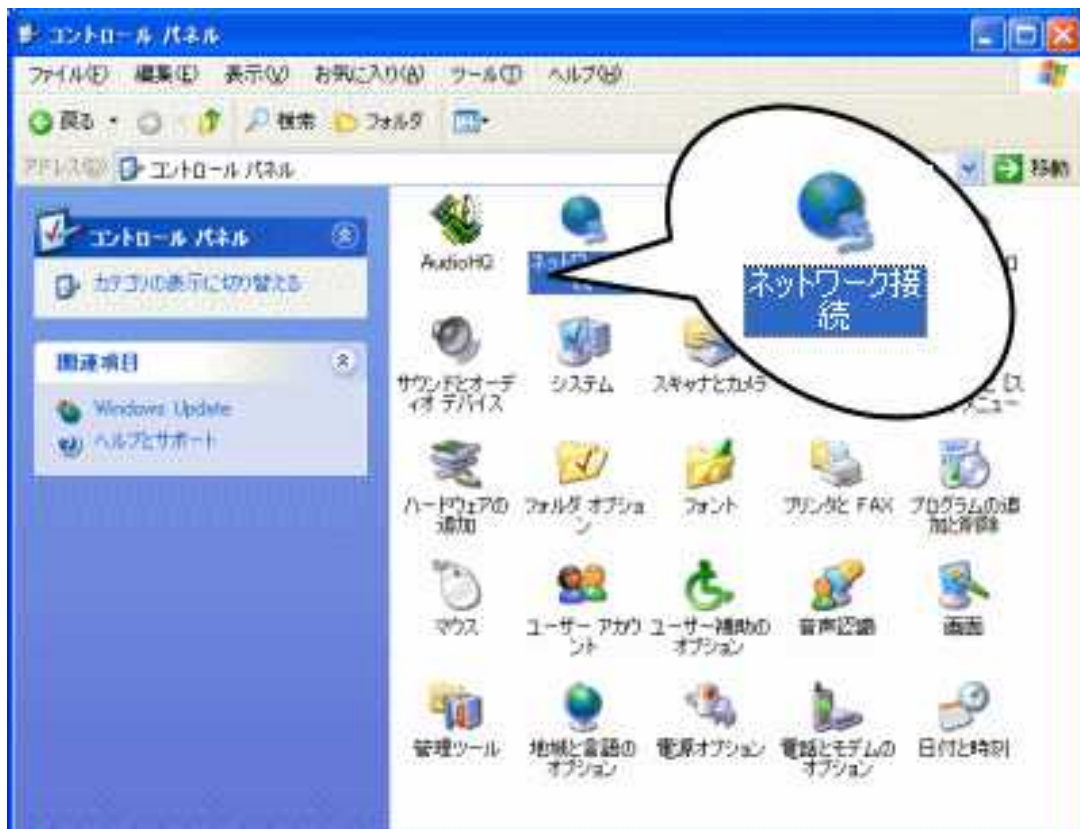 コントロール パネル
ファイル(F) 編集(E) 表示(V) お気に入り(A) ツール(T) ヘルプ(H)
戻る 検索 フォルダ
アドレス(D) コントロール パネル 移動
コントロール パネル
カテゴリの表示に切り替える
関連項目
Windows Update
ヘルプとサポート
AudioHQ
ネットワーク接
続
サウンドとオーデ
ィオ デバイス
システム
スキャナとカメラ
ハードウェアの
追加
フォルダ オプショ
ン
フォント
プリンタと FAX
プログラムの追
加と削除
マウス
ユーザー アカウ
ント
ユーザー補助の
オプション
音声認識
画面
管理ツール
地域と言語の
オプション
電源オプション
電話とモデムの
オプション
日付と時刻